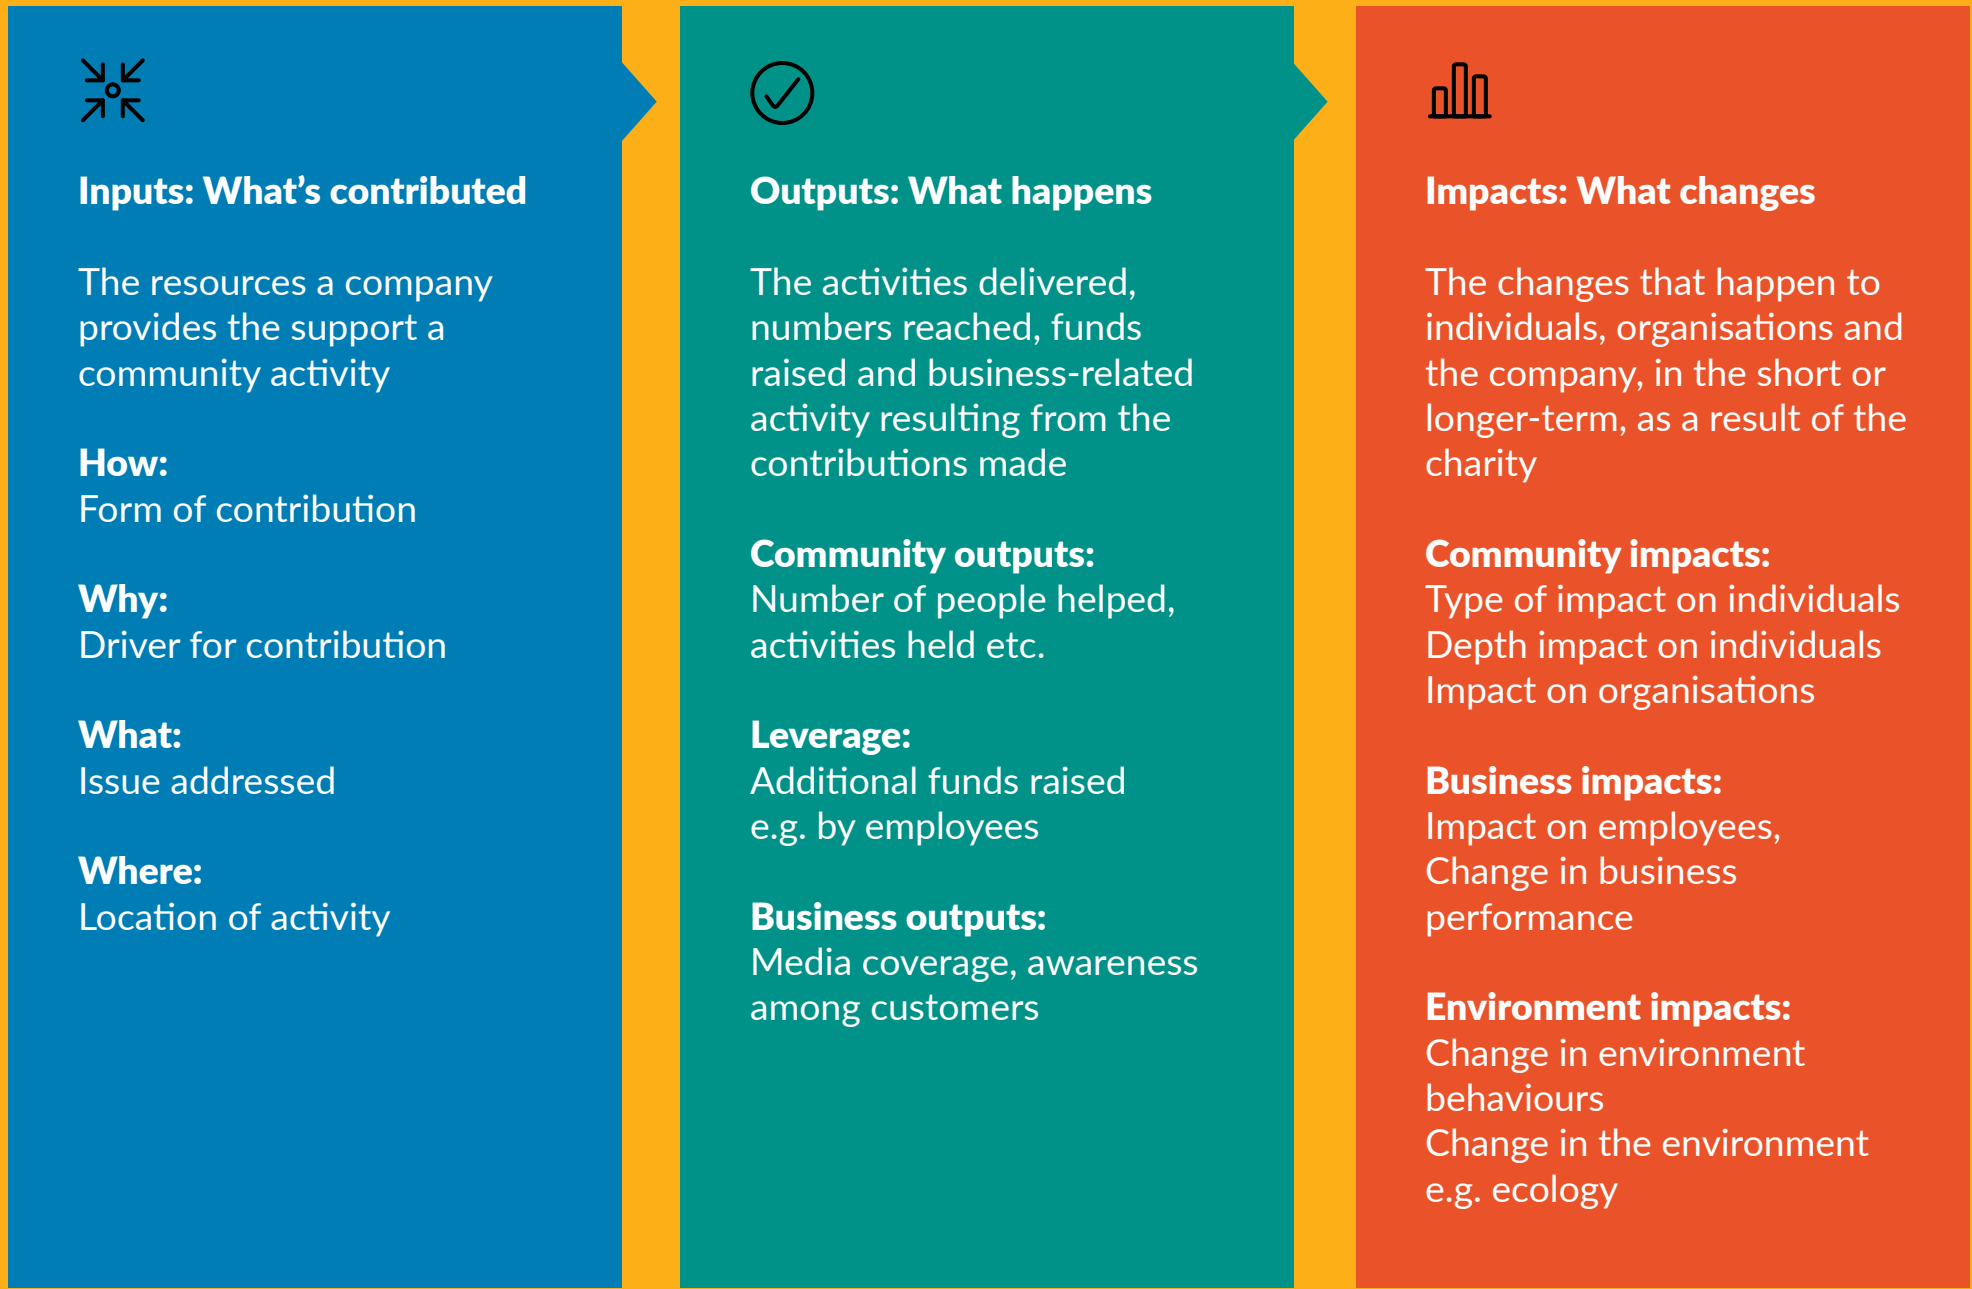 Inputs: What’s contributed
The resources a company
provides the support a
community activity
How:
Form of contribution
Why:
Driver for contribution
What:
Issue addressed
Where:
Location of activity
Outputs: What happens
The activities delivered,
numbers reached, funds
raised and business-related
activity resulting from the
contributions made
Community outputs:
Number of people helped,
activities held etc.
Leverage:
Additional funds raised
e.g. by employees
Business outputs:
Media coverage, awareness
among customers
Impacts: What changes
The changes that happen to
individuals, organisations and
the company, in the short or
longer-term, as a result of the
charity
Community impacts:
Type of impact on individuals
Depth impact on individuals
Impact on organisations
Business impacts:
Impact on employees,
Change in business
performance
Environment impacts:
Change in environment
behaviours
Change in the environment
e.g. ecology